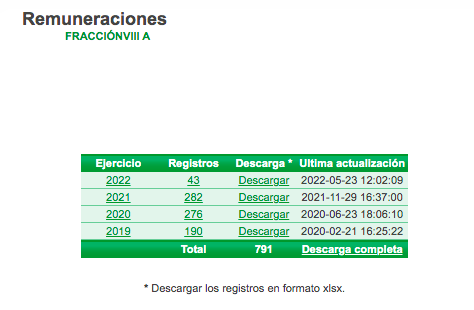 Remuneraciones
FRACCIÓNVIII A
Ejercicio Registros Descarga * Ultima actualización
2022 43 Descargar 2022-05-23 12:02:09
2021 282 Descargar 2021-11-29 16:37:00
2020 276 Descargar 2020-06-23 18:06:10
2019 190 Descargar 2020-02-21 16:25:22
Total 791 Descarga completa
* Descargar los registros en formato xlsx.